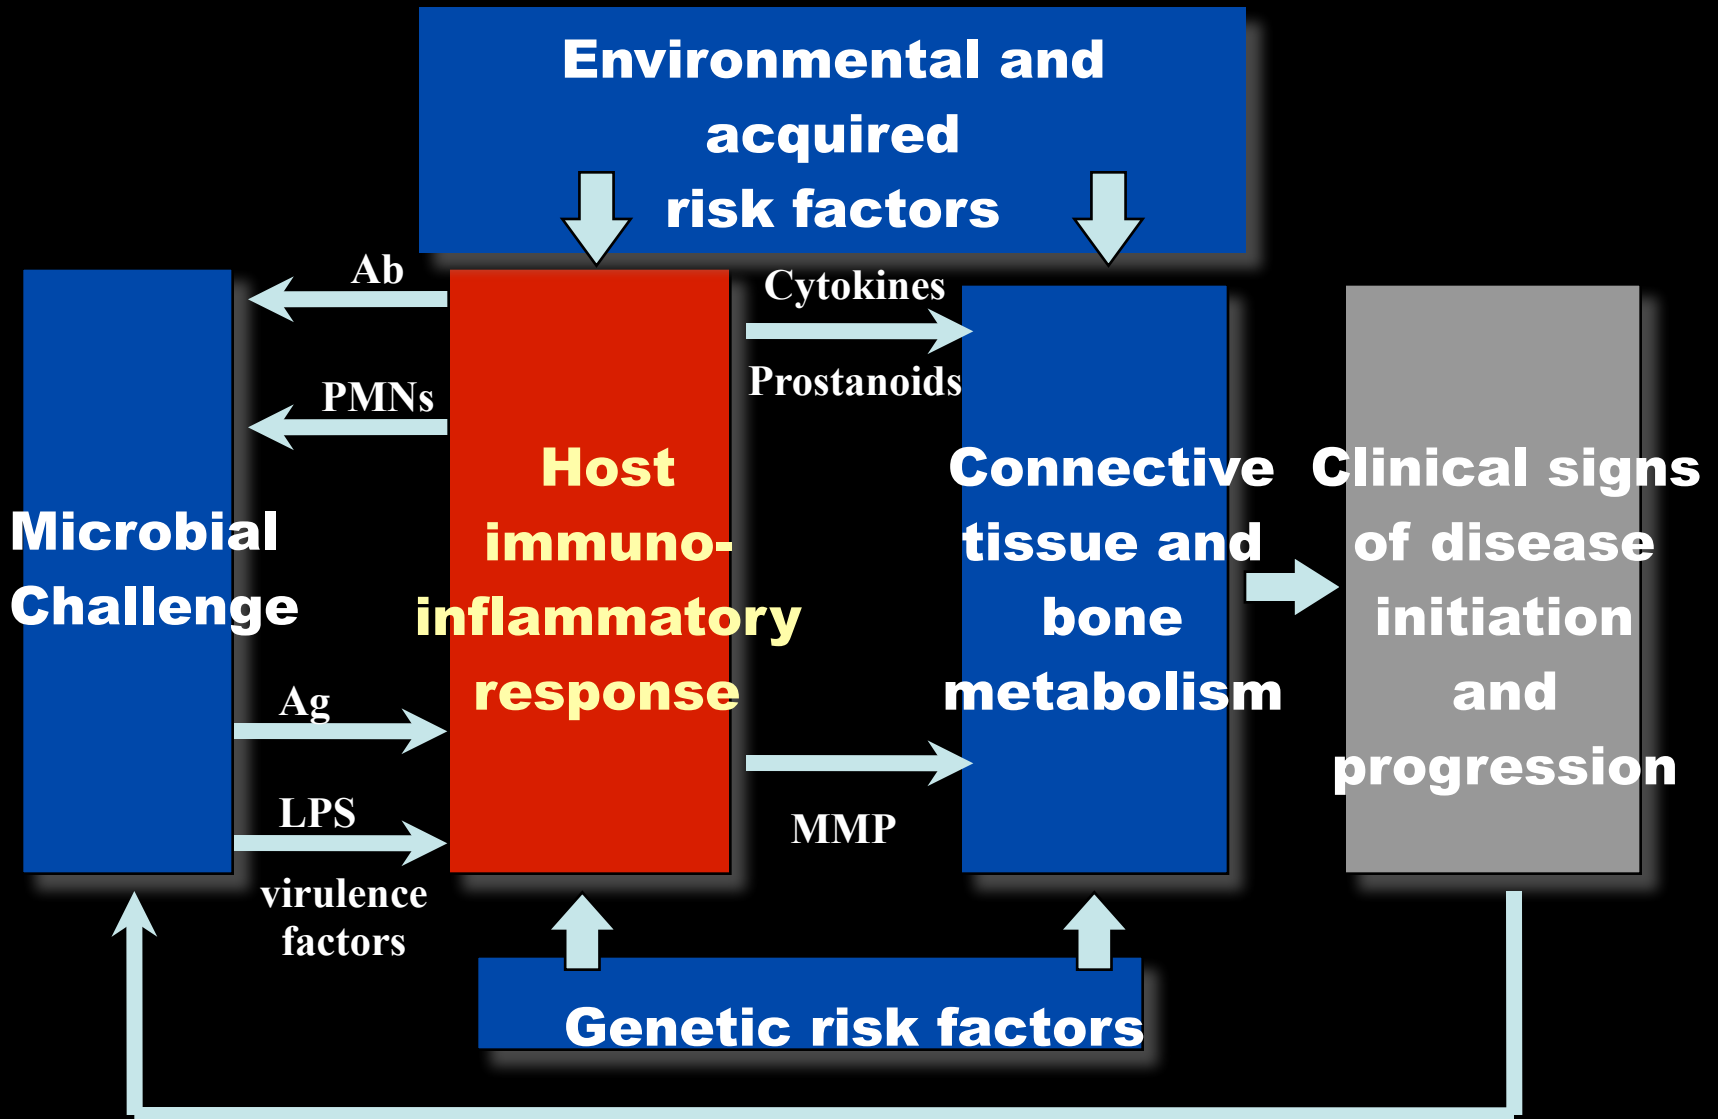 Environmental and
acquired
risk factors
Ab
PMNs
Microbial
Challenge
Ag
LPS
virulence
factors
Host
immuno-
inflammatory
response
Cytokines
Prostanoids
MMP
Connective
tissue and
bone
metabolism
Clinical signs
of disease
initiation
and
progression
Genetic risk factors